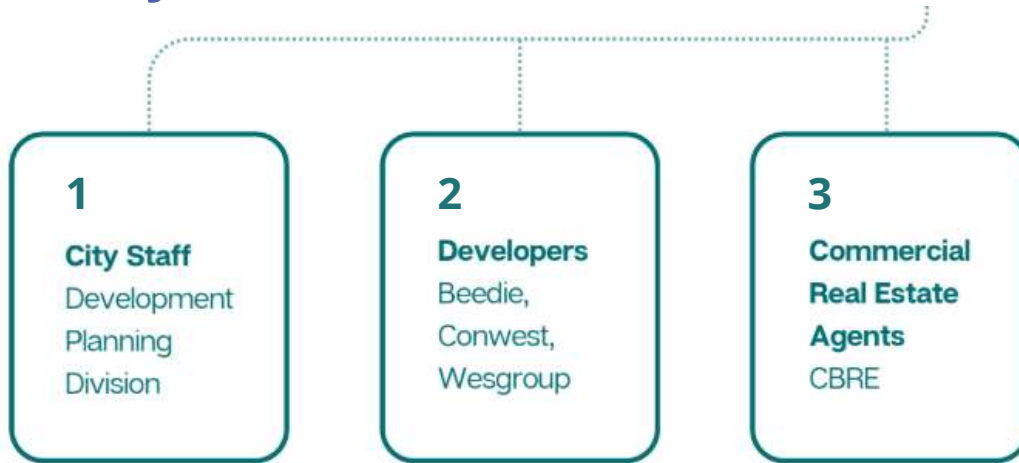 1
City Staff
Development
Planning
Division
2
Developers
Beedie,
Conwest,
Wesgroup
3
Commercial
Real Estate
Agents
CBRE